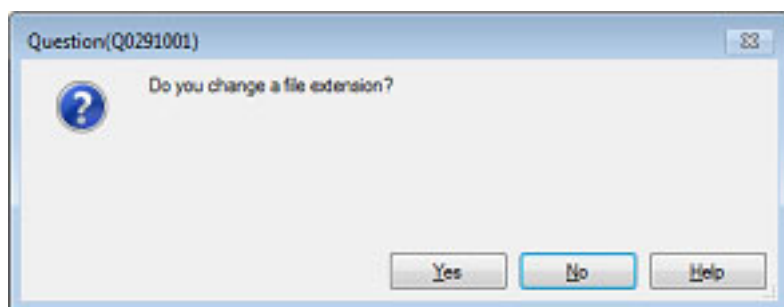 Question(Q0291001)
Do you change a file extension?
Yes
No
Help